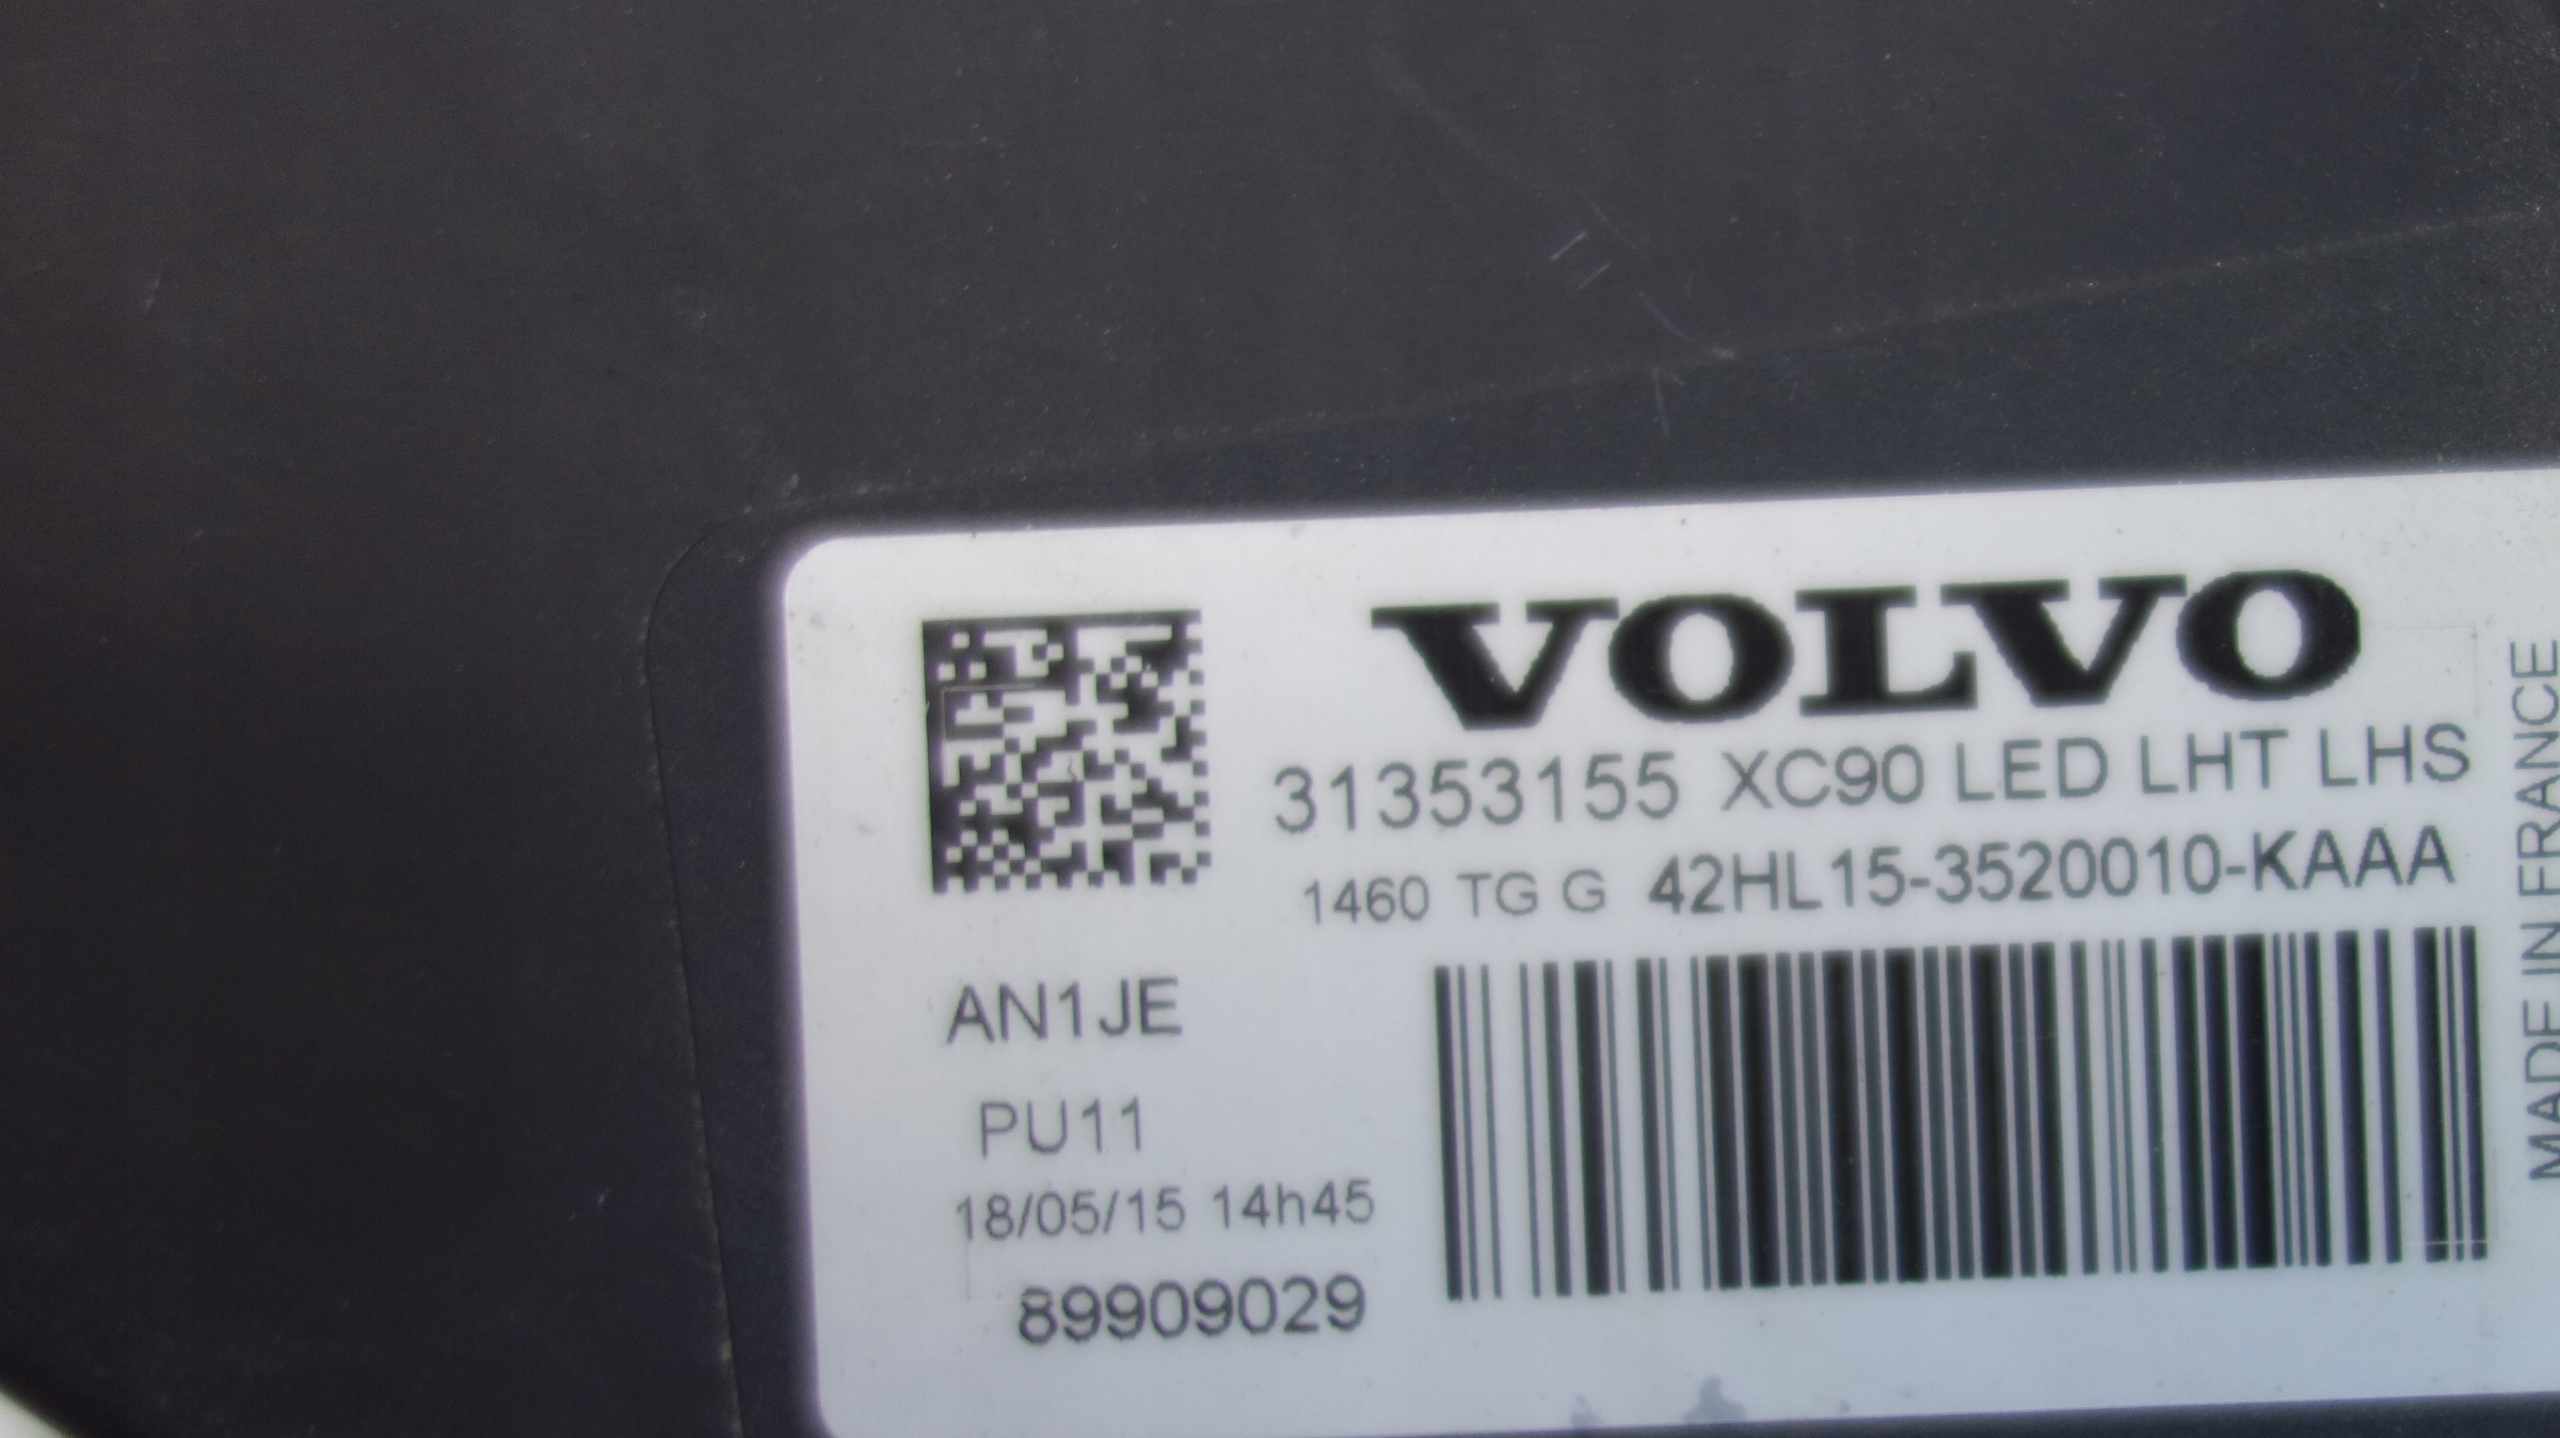 VOLVO
31353155 XC90 LED LHT LHS
1460 TG G 42HL15-3520010-KAAA
AN1JE
PU11
18/05/15 14h45
89909029
MADE IN FRANCE